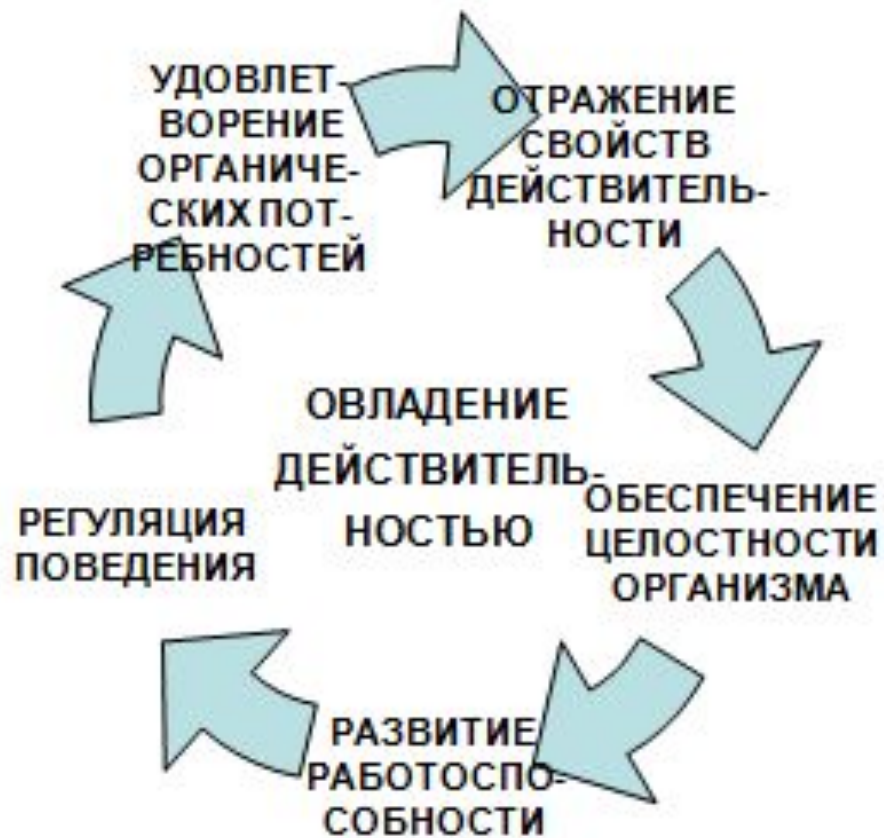 УДОВЛЕТ-
ВОРЕНИЕ
ОРГАНИЧЕ-
СКИХ ПОТ-
РЕБНОСТЕЙ
ОТРАЖЕНИЕ
СВОЙСТВ
ДЕЙСТВИТЕЛЬ-
НОСТИ
ОВЛАДЕНИЕ
ДЕЙСТВИТЕЛЬ-
НОСТЬЮ
ОБЕСПЕЧЕНИЕ
ЦЕЛОСТНОСТИ
ОРГАНИЗМА
РАЗВИТИЕ
РАБОТОСПО-
СОБНОСТИ
РЕГУЛЯЦИЯ
ПОВЕДЕНИЯ